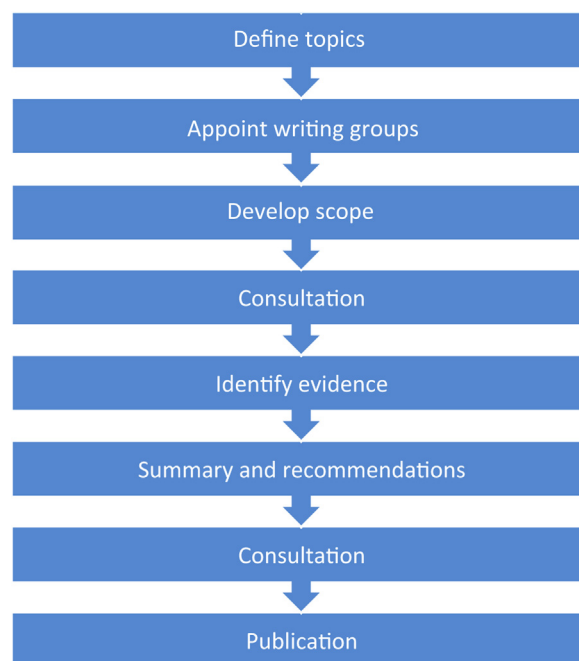 Define topics
Appoint writing groups
Develop scope
Consultation
Identify evidence
Summary and recommendations
Consultation
Publication